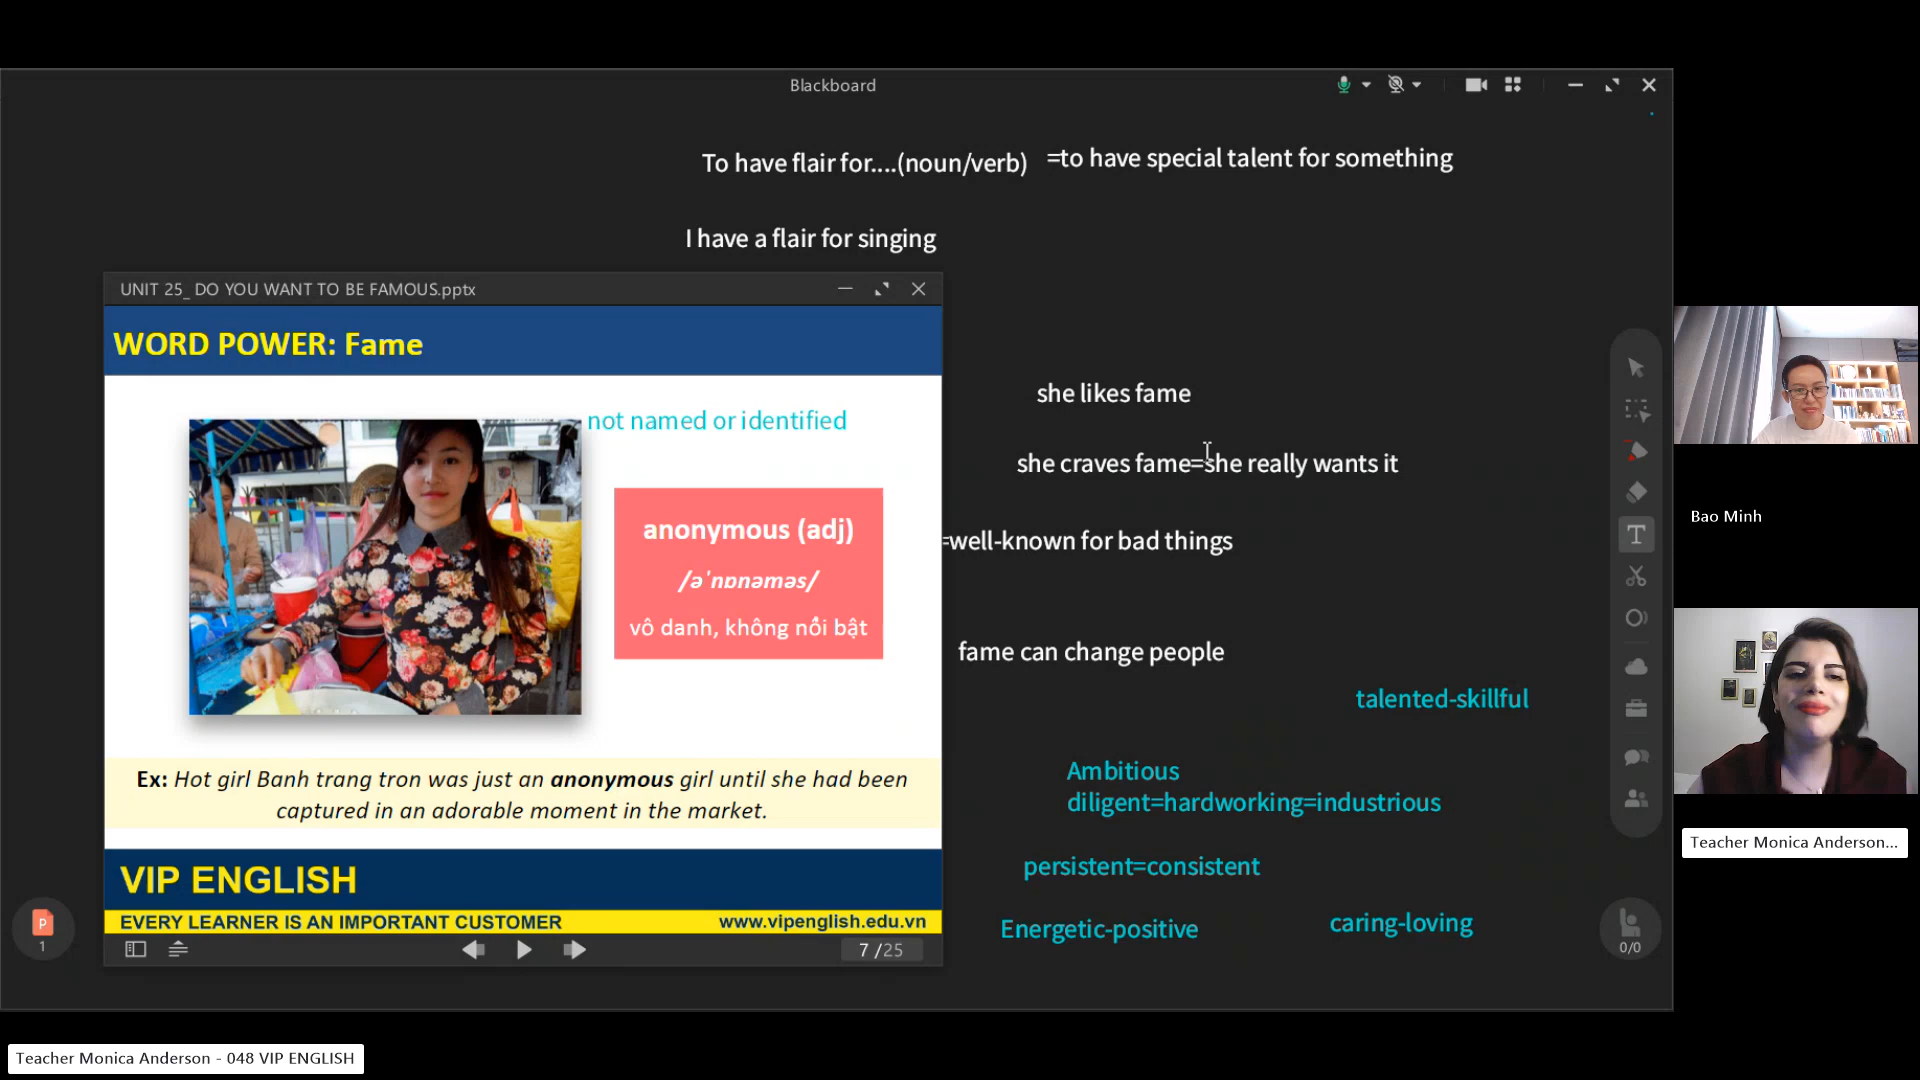 Blackboard
To have flair for....(noun/verb) =to have special talent for something
I have a flair for singing
UNIT 25_ DO YOU WANT TO BE FAMOUS.pptx
WORD POWER: Fame
not named or identified
anonymous (adj)
/əˈnɒnəməs/
vô danh, không nổi bật
Ex: Hot girl Banh trang tron was just an anonymous girl until she had been
captured in an adorable moment in the market.
VIP ENGLISH
EVERY LEARNER IS AN IMPORTANT CUSTOMER
www.vipenglish.edu.vn
7 /25
P
1
she likes fame
she craves fame=she really wants it
=well-known for bad things
fame can change people
talented-skillful
Ambitious
diligent=hardworking=industrious
persistent=consistent
Energetic-positive
caring-loving
T
0/0
Bao Minh
Teacher Monica Anderson...
Teacher Monica Anderson - 048 VIP ENGLISH